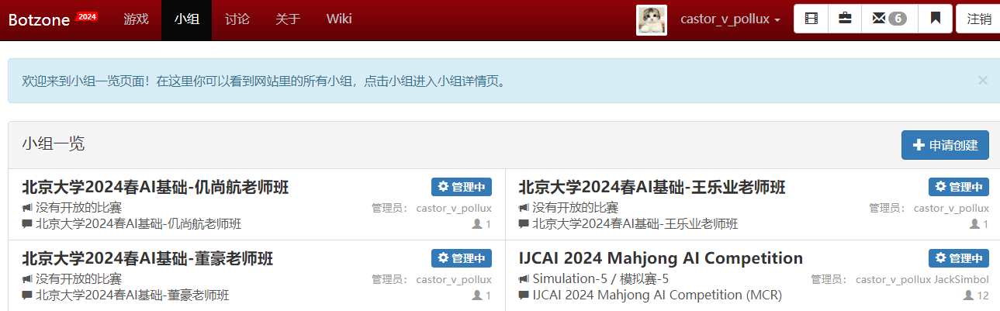 Botzone 2024 游戏 小组 讨论 关于 Wiki castor_v_pollux 6 注销
欢迎来到小组一览页面！在这里你可以看到网站里的所有小组，点击小组进入小组详情页。 ×
小组一览 申请创建
北京大学2024春AI基础-仉尚航老师班 管理中
没有开放的比赛 管理员： castor_v_pollux
北京大学2024春AI基础-仉尚航老师班 1
北京大学2024春AI基础-王乐业老师班 管理中
没有开放的比赛 管理员： castor_v_pollux
北京大学2024春AI基础-王乐业老师班 1
北京大学2024春AI基础-董豪老师班 管理中
没有开放的比赛 管理员： castor_v_pollux
北京大学2024春AI基础-董豪老师班 1
IJCAI 2024 Mahjong AI Competition 管理中
Simulation-5 / 模拟赛-5 管理员： castor_v_pollux JackSimbol
IJCAI 2024 Mahjong AI Competition (MCR) 12